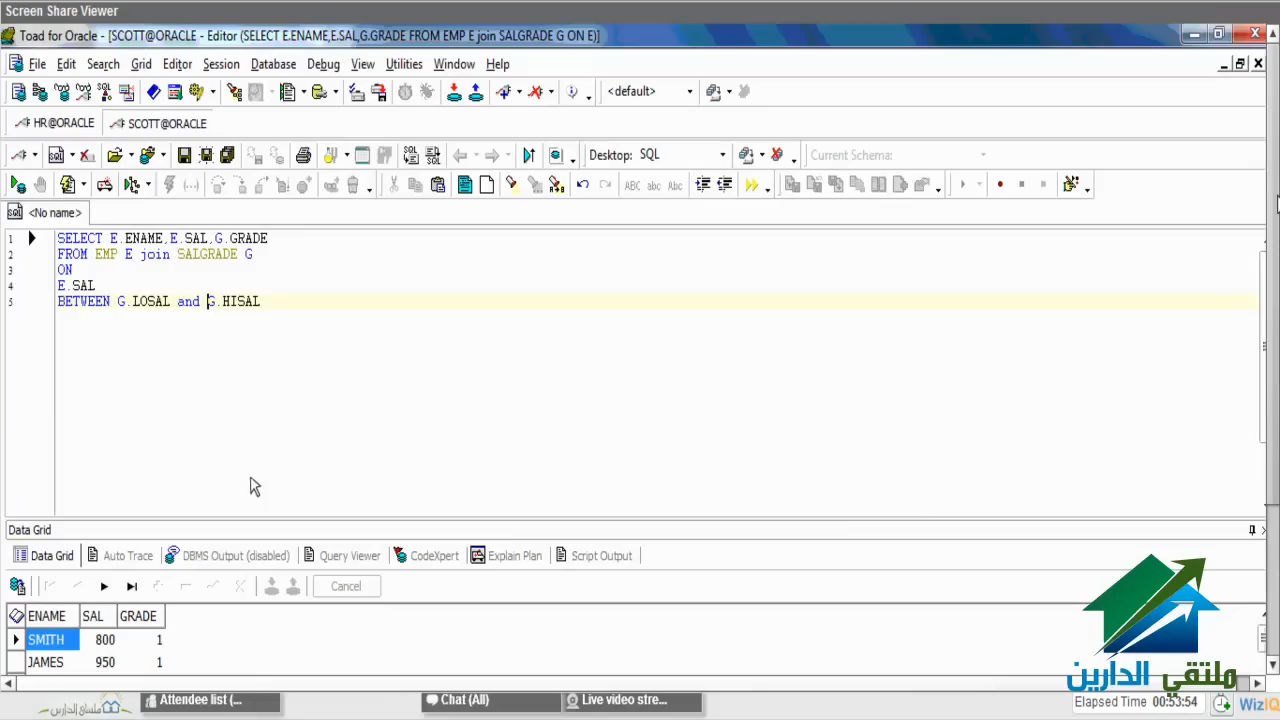 Screen Share Viewer
Toad for Oracle - [SCOTT@ORACLE - Editor (SELECT E.ENAME,E.SAL,G.GRADE FROM EMP E join SALGRADE G ON E)]
File Edit Search Grid Editor Session Database Debug View Utilities Window Help
<default>
HR@ORACLE SCOTT@ORACLE
Desktop: SQL Current Schema:
<No name>
1 SELECT E.ENAME,E.SAL,G.GRADE
2 FROM EMP E join SALGRADE G
3 ON
4 E.SAL
5 BETWEEN G.LOSAL and G.HISAL
Data Grid
Data Grid Auto Trace DBMS Output (disabled) Query Viewer CodeXpert Explain Plan Script Output
Cancel
ENAME SAL GRADE
SMITH 800 1
JAMES 950 1
ملتقي الدارين
Attendee list (... Chat (All) Live video stre... Elapsed Time 00:53:54 WizIQ